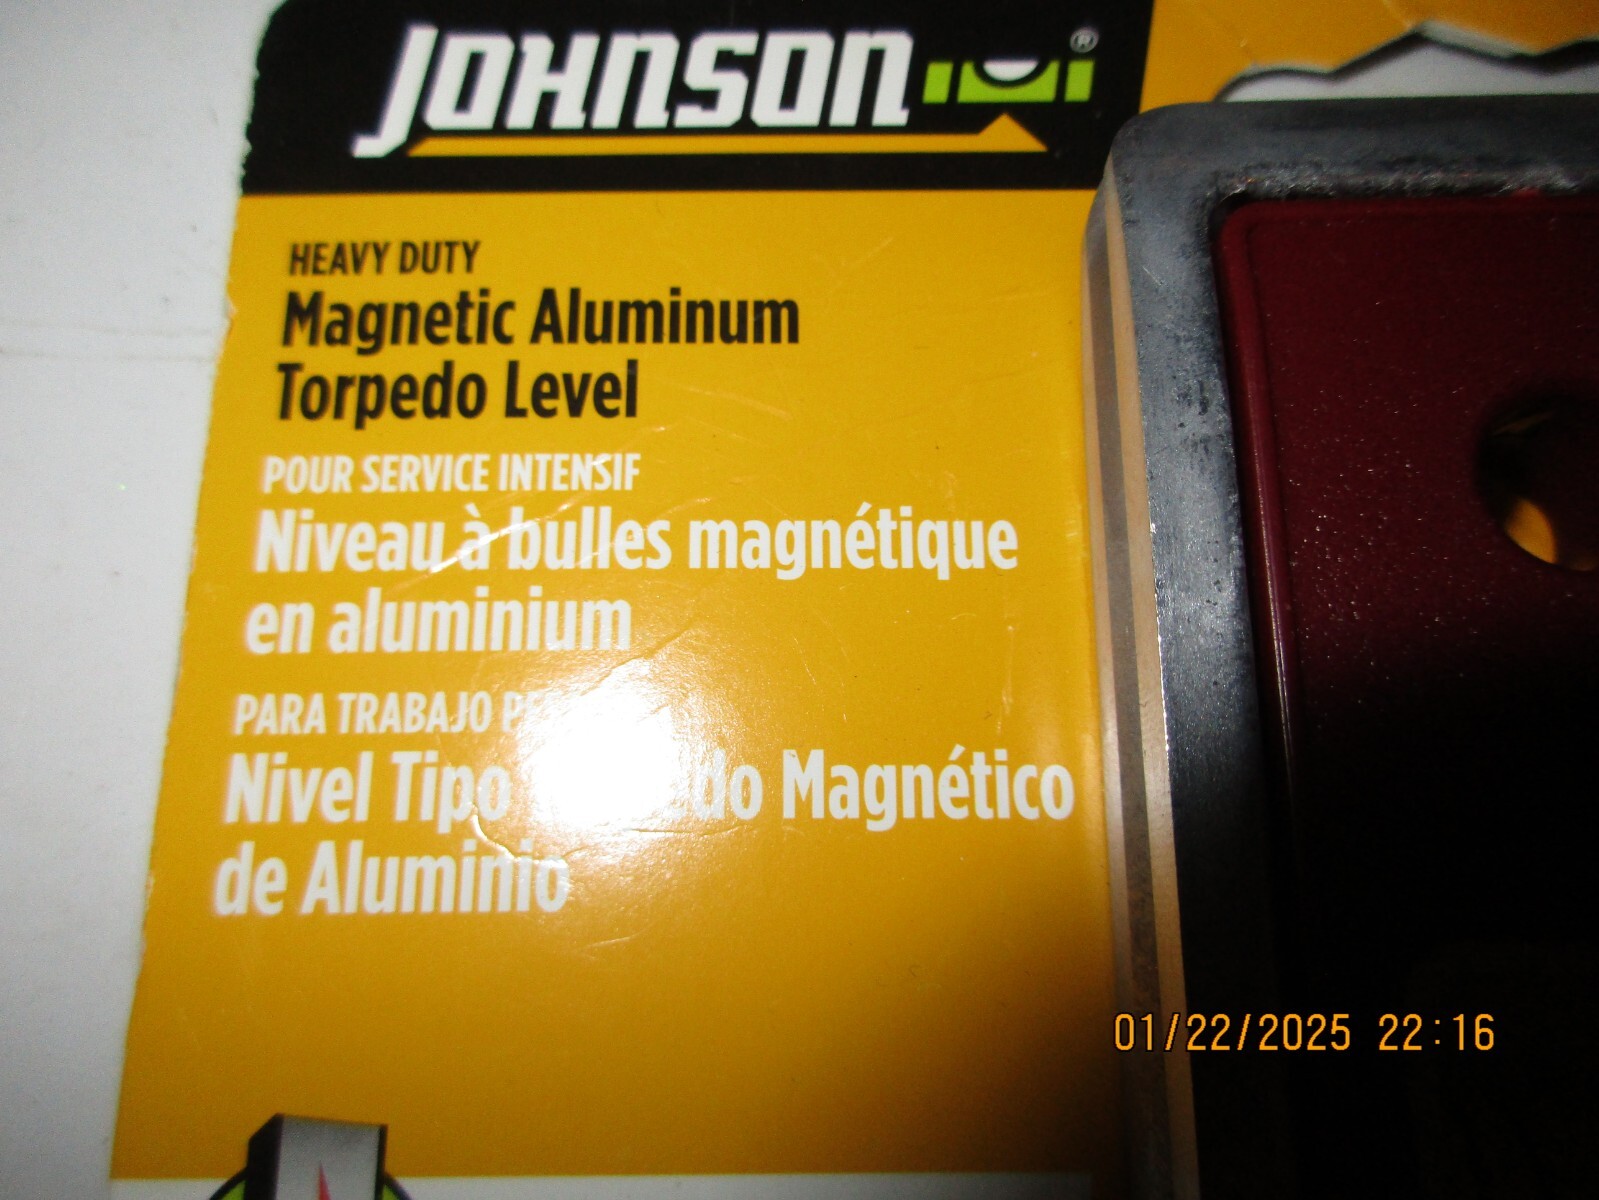 JOHNSON ®
HEAVY DUTY
Magnetic Aluminum
Torpedo Level
POUR SERVICE INTENSIF
Niveau à bulles magnétique
en aluminium
PARA TRABAJO
Nivel Tipo Magnético
de Aluminio
01/22/2025 22:16